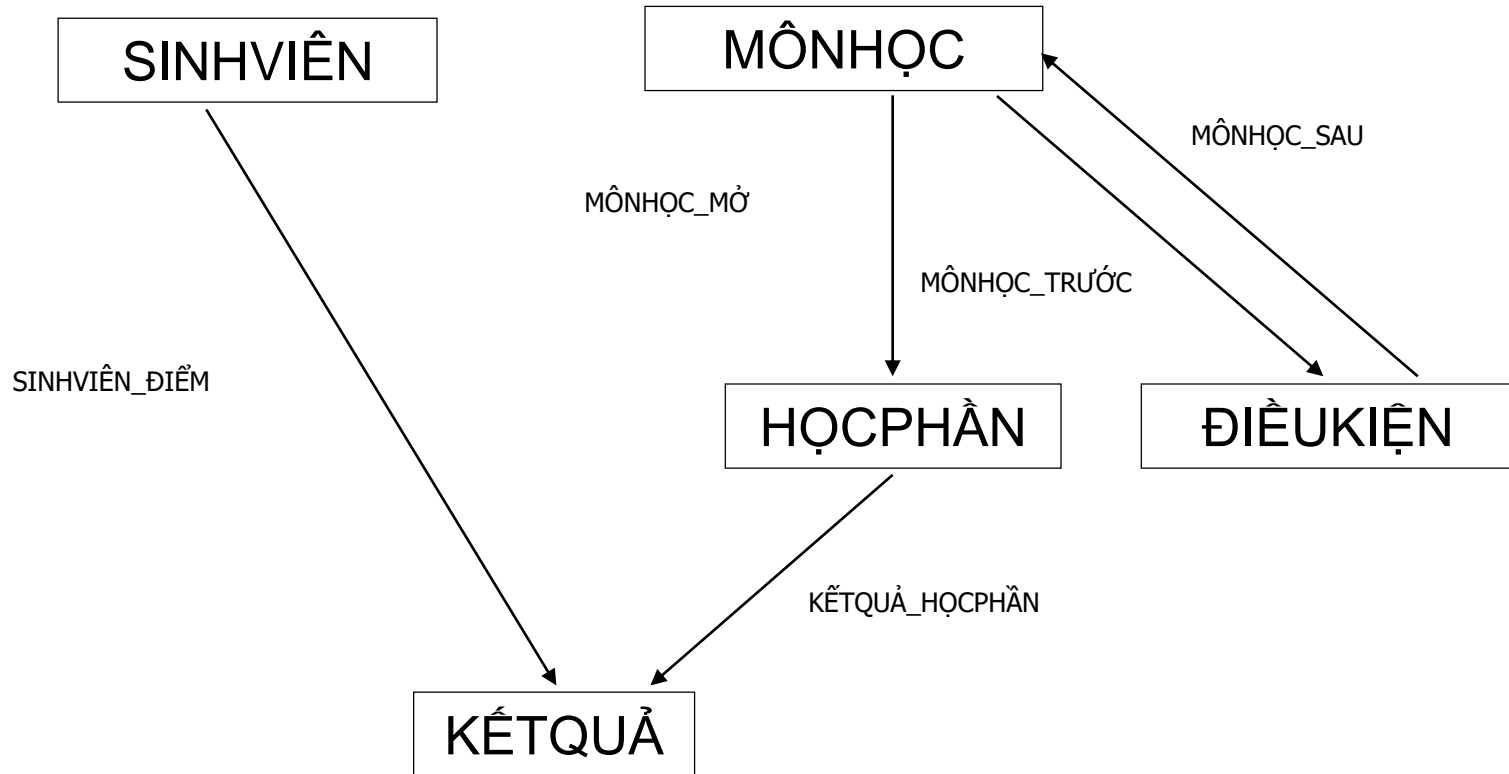 SINHVIÊN
MÔNHỌC
MÔNHỌC_SAU
MÔNHỌC_MỞ
MÔNHỌC_TRƯỚC
SINHVIÊN_ĐIỂM
HỌCPHẦN
ĐIỀUKIỆN
KẾTQUẢ_HỌCPHẦN
KẾTQUẢ